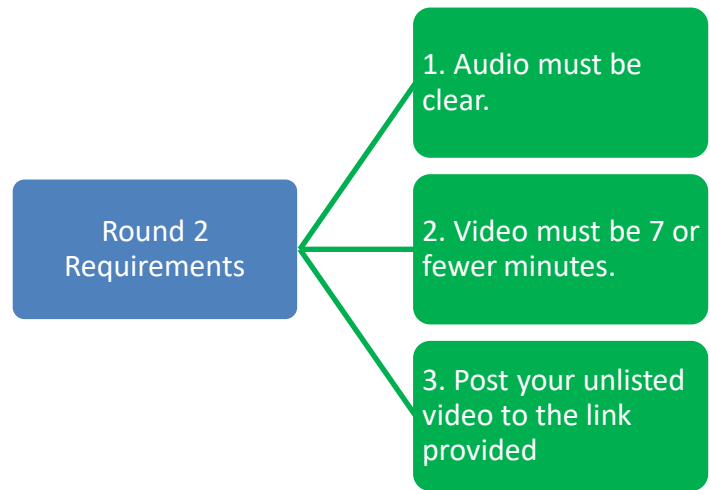 Round 2
Requirements
1. Audio must be
clear.
2. Video must be 7 or
fewer minutes.
3. Post your unlisted
video to the link
provided